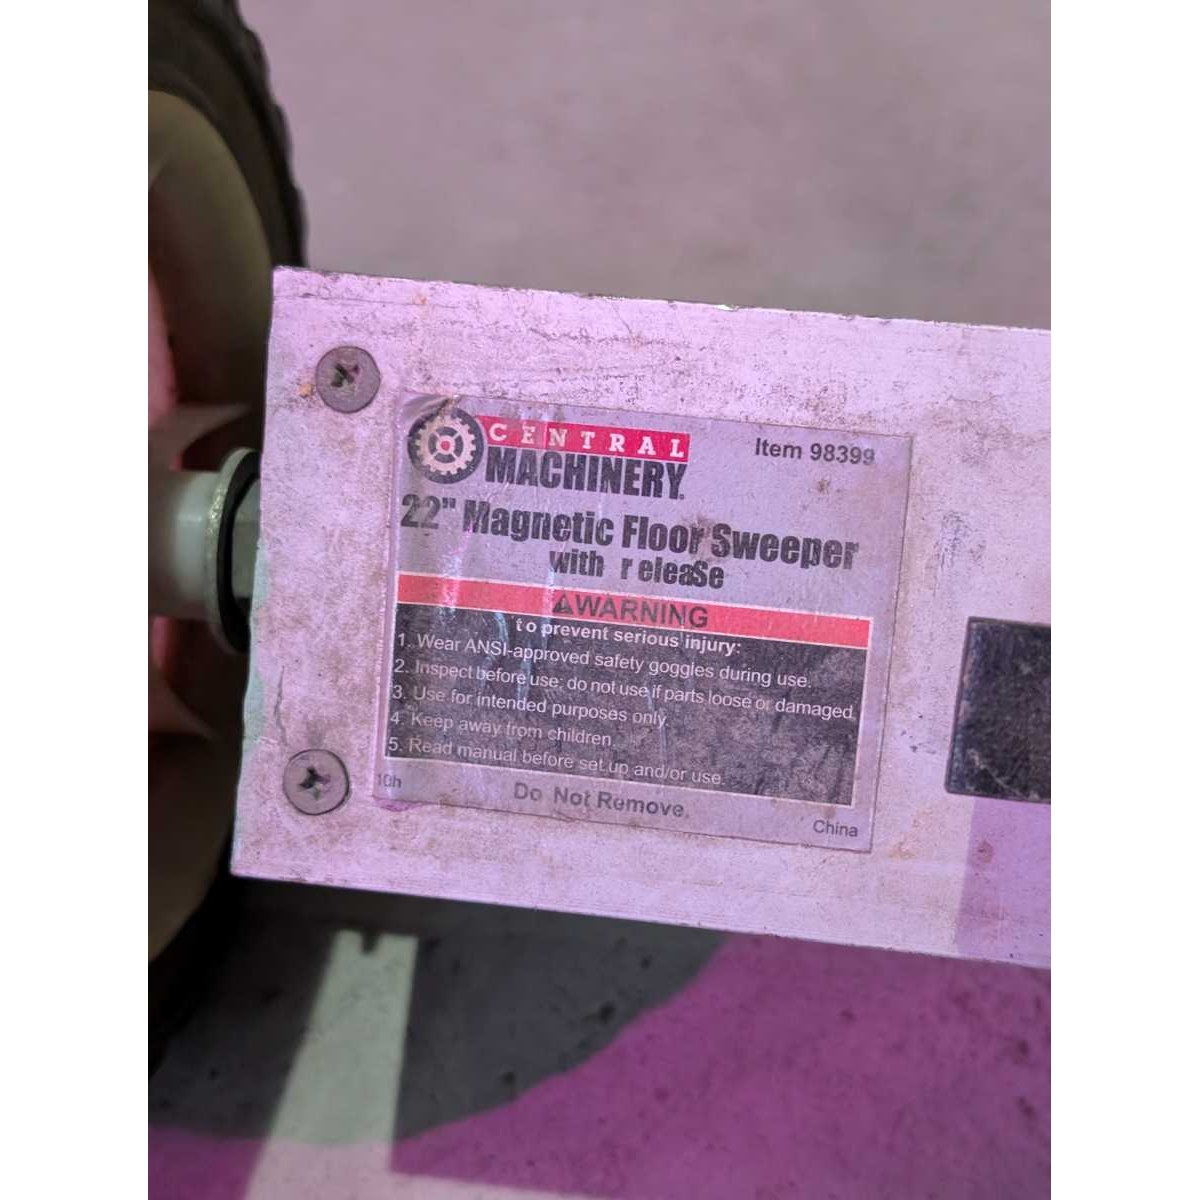 CENTRAL
MACHINERY
Item 98399
22" Magnetic Floor Sweeper
with r eleaSe
WARNING
to prevent serious injury:
1. Wear ANSI-approved safety goggles during use.
2. Inspect before use; do not use if parts loose or damaged.
3. Use for intended purposes only.
4. Keep away from children.
5. Read manual before set up and/or use.
10h
Do Not Remove.
China